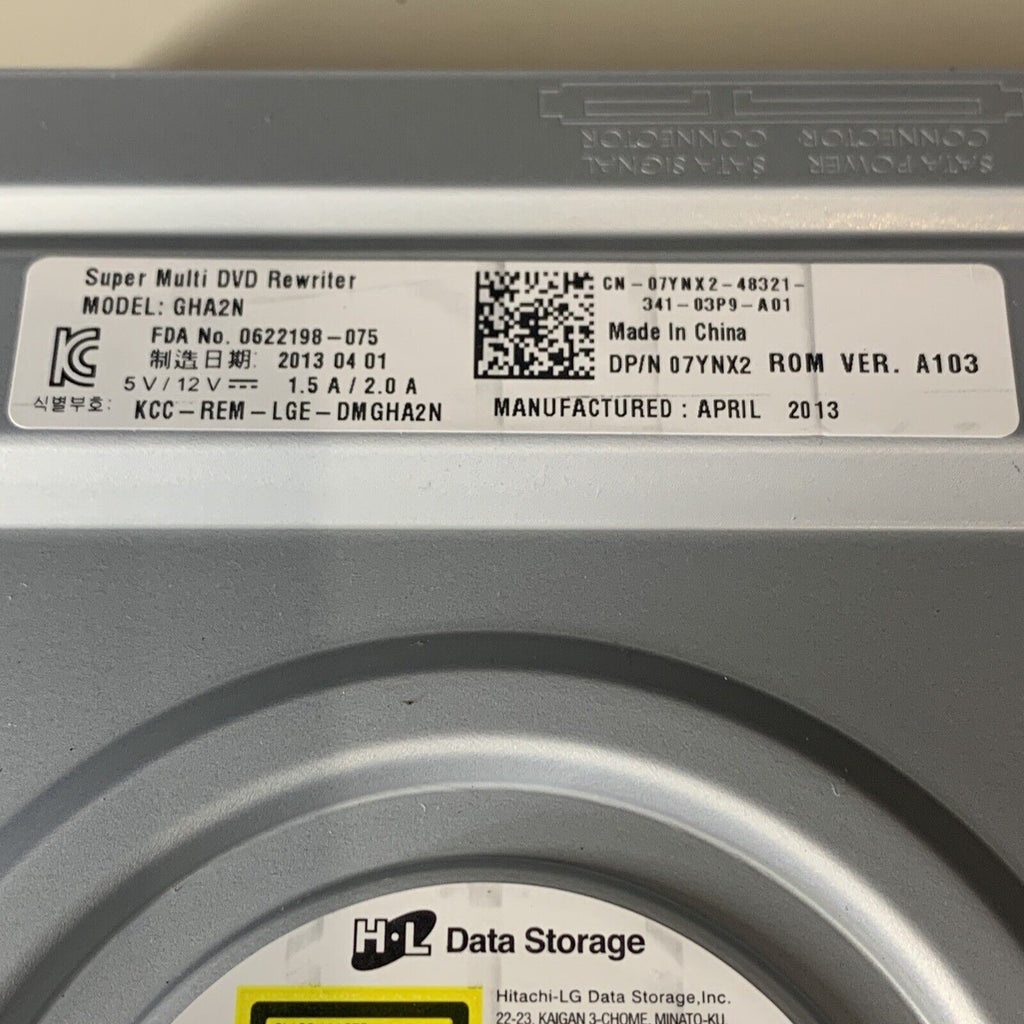 SATA SIGNAL
CONNECTOR
SATA POWER
CONNECTOR
Super Multi DVD Rewriter
MODEL: GHA2N
FDA No. 0622198-075
制造日期: 2013 04 01
5 V / 12 V 1.5 A / 2.0 A
식별부호: KCC-REM-LGE-DMGHA2N
CN-07YNX2-48321-
341-03P9-A01
Made In China
DP/N 07YNX2 ROM VER. A103
MANUFACTURED : APRIL 2013
H·L Data Storage
Hitachi-LG Data Storage,Inc.
22-23, KAIGAN 3-CHOME, MINATO-KU